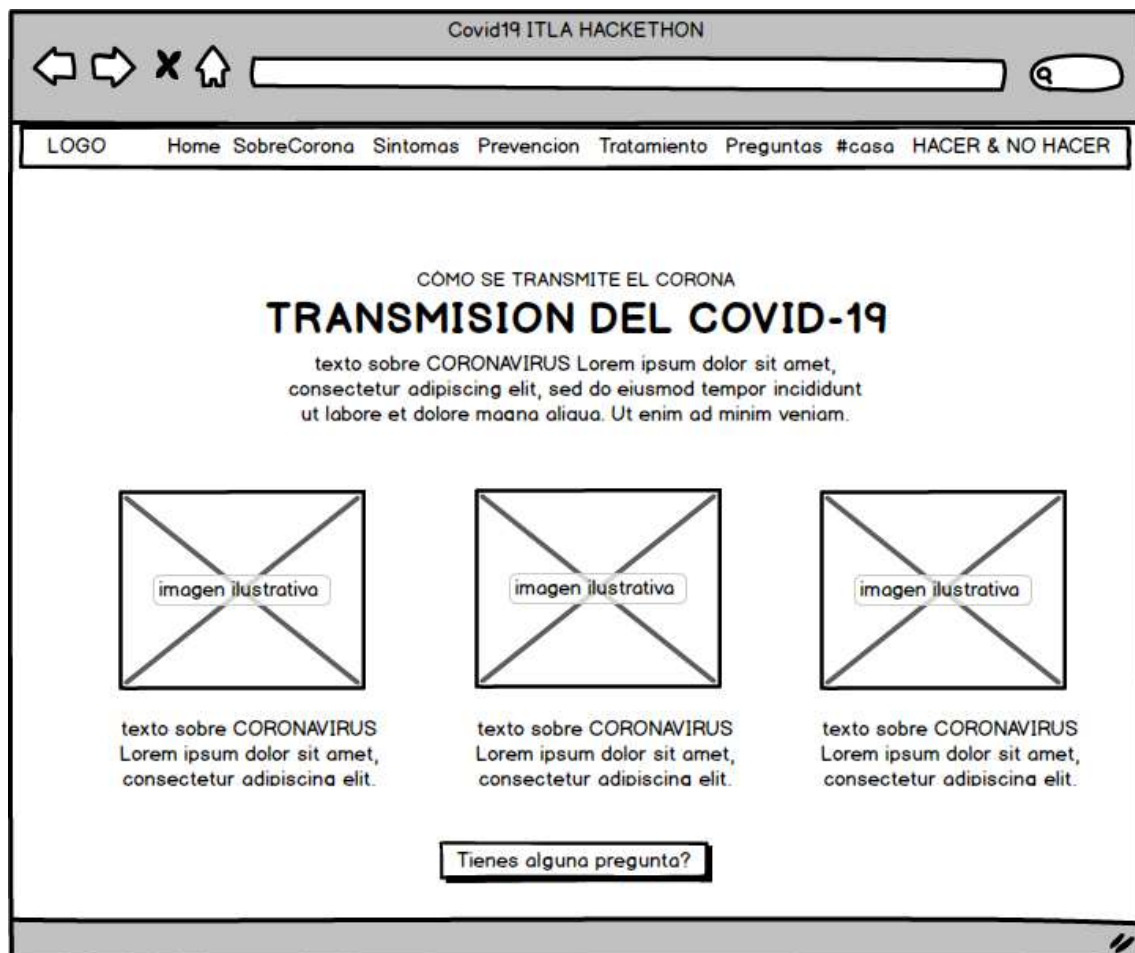 Covid19 ITLA HACKETHON
LOGO Home SobreCorona Sintomas Prevencion Tratamiento Preguntas #casa HACER & NO HACER
CÓMO SE TRANSMITE EL CORONA
TRANSMISION DEL COVID-19
texto sobre CORONAVIRUS Lorem ipsum dolor sit amet,
consectetur adipiscing elit, sed do eiusmod tempor incididunt
ut labore et dolore magna aliqua. Ut enim ad minim veniam.
imagen ilustrativa
imagen ilustrativa
imagen ilustrativa
texto sobre CORONAVIRUS
Lorem ipsum dolor sit amet,
consectetur adipiscing elit.
texto sobre CORONAVIRUS
Lorem ipsum dolor sit amet,
consectetur adipiscing elit.
texto sobre CORONAVIRUS
Lorem ipsum dolor sit amet,
consectetur adipiscing elit.
Tienes alguna pregunta?